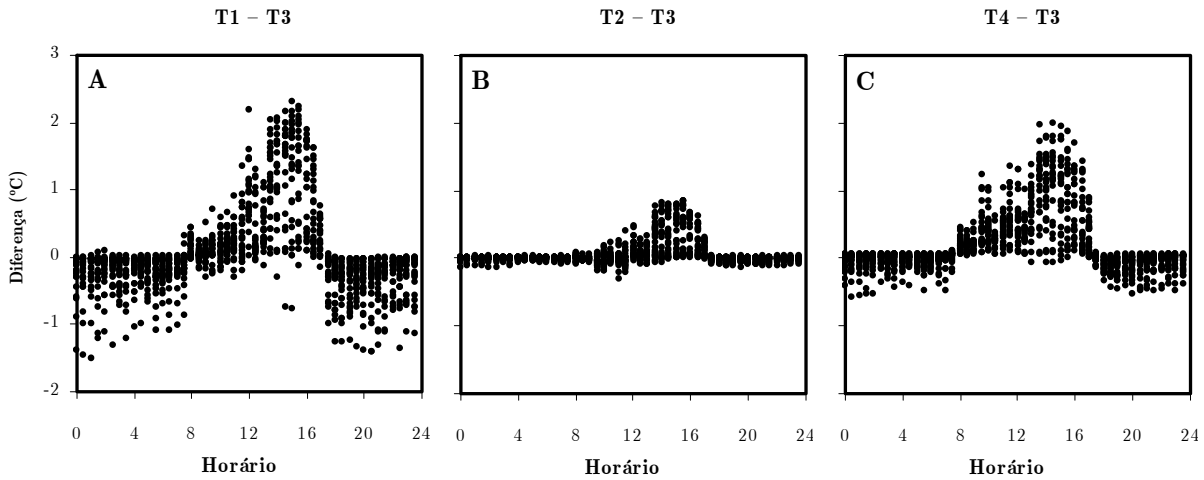 T1 – T3
T2 – T3
T4 – T3
Diferença (ºC)
3
2
1
0
-1
-2
A
B
C
0 4 8 12 16 20 24
0 4 8 12 16 20 24
0 4 8 12 16 20 24
Horário
Horário
Horário